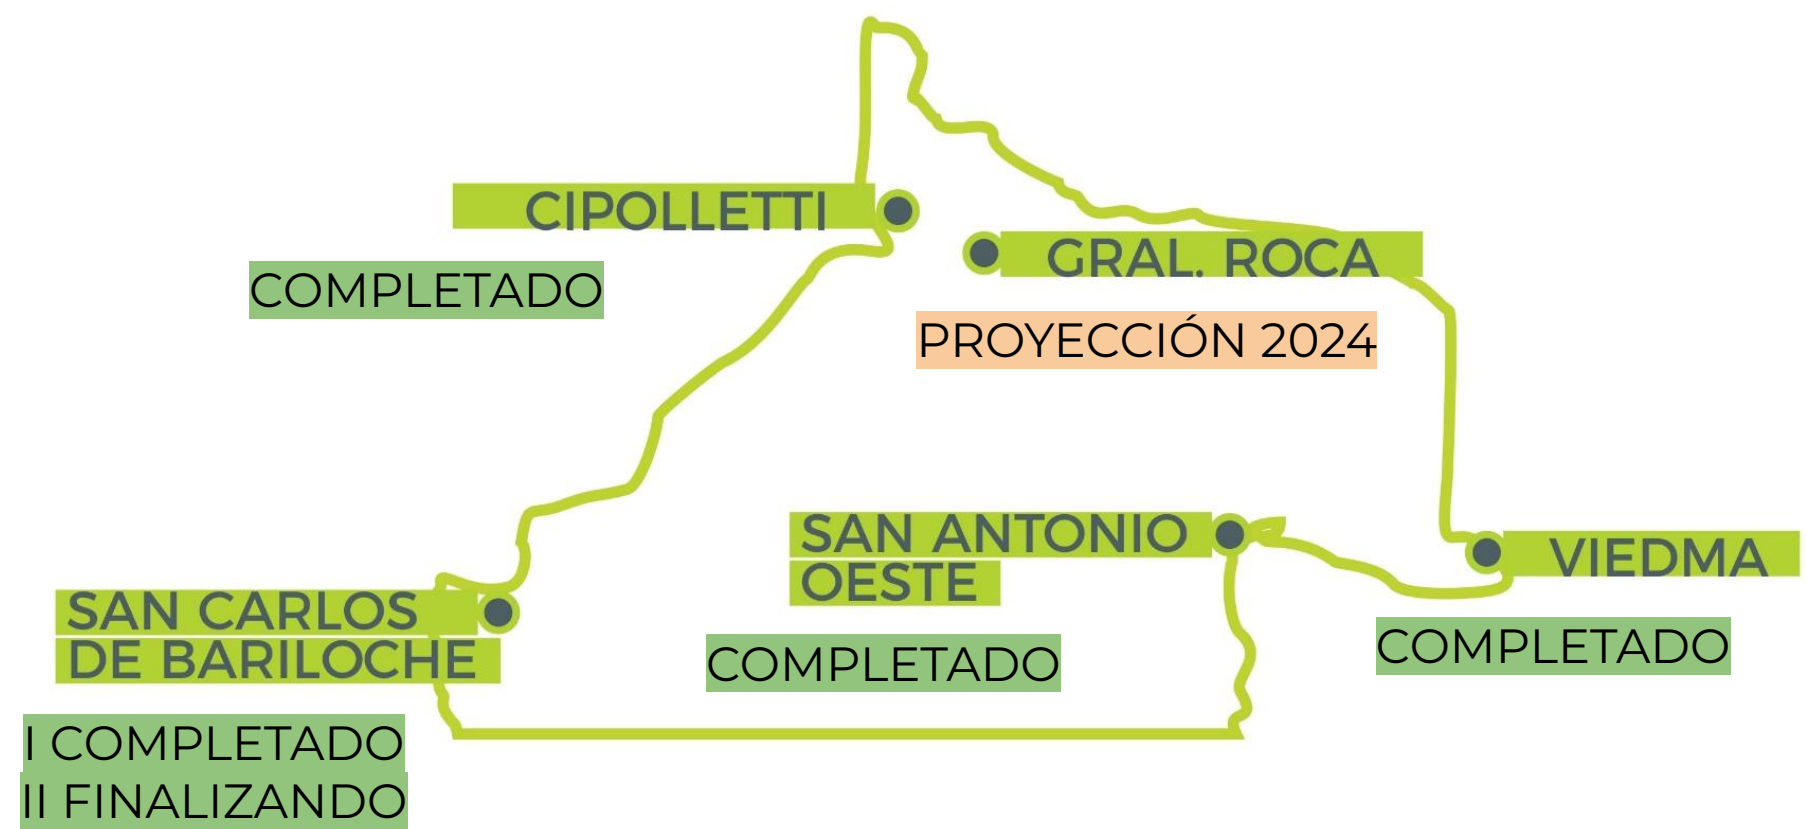 CIPOLLETTI
COMPLETADO
GRAL. ROCA
PROYECCIÓN 2024
SAN ANTONIO
OESTE
COMPLETADO
VIEDMA
COMPLETADO
SAN CARLOS
DE BARILOCHE
I COMPLETADO
II FINALIZANDO